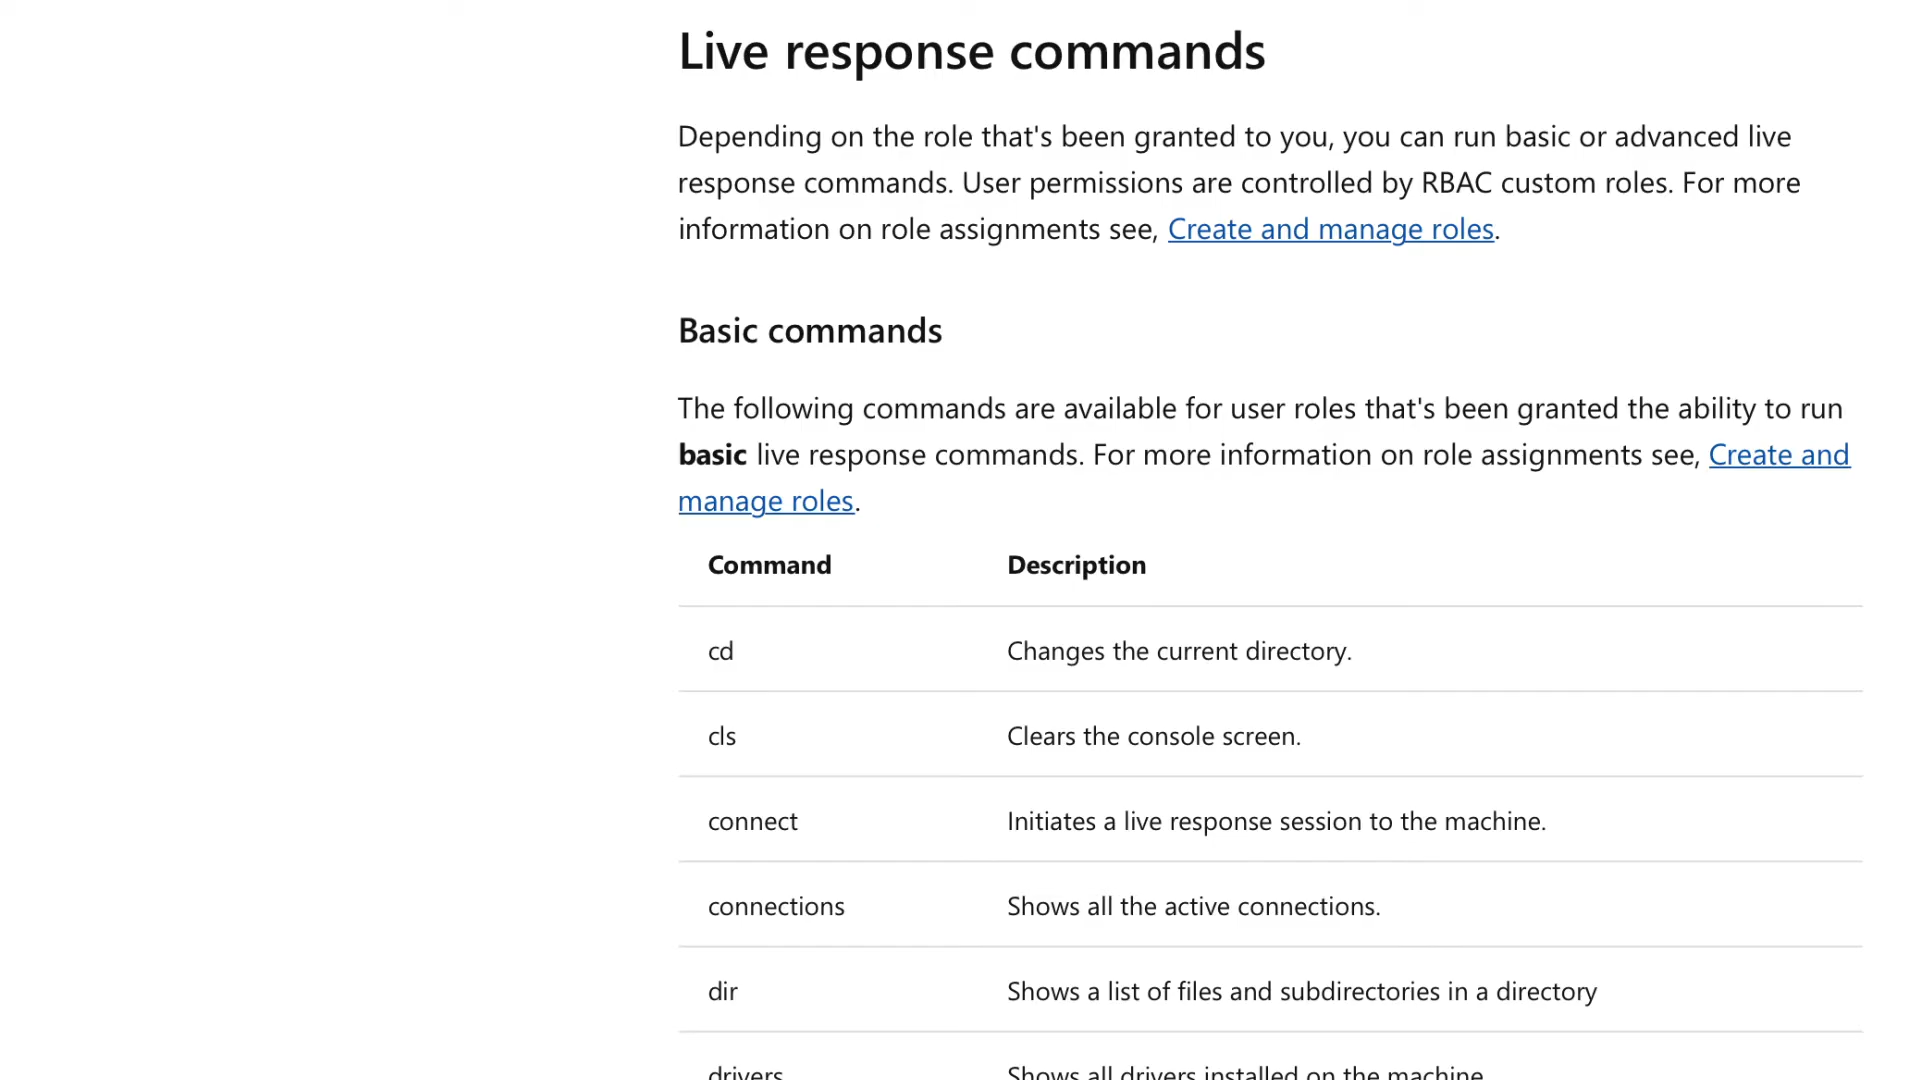 Live response commands
Depending on the role that's been granted to you, you can run basic or advanced live
response commands. User permissions are controlled by RBAC custom roles. For more
information on role assignments see, Create and manage roles.
Basic commands
The following commands are available for user roles that's been granted the ability to run
basic live response commands. For more information on role assignments see, Create and
manage roles.
Command Description
cd Changes the current directory.
cls Clears the console screen.
connect Initiates a live response session to the machine.
connections Shows all the active connections.
dir Shows a list of files and subdirectories in a directory
drivers Shows all drivers installed on the machine